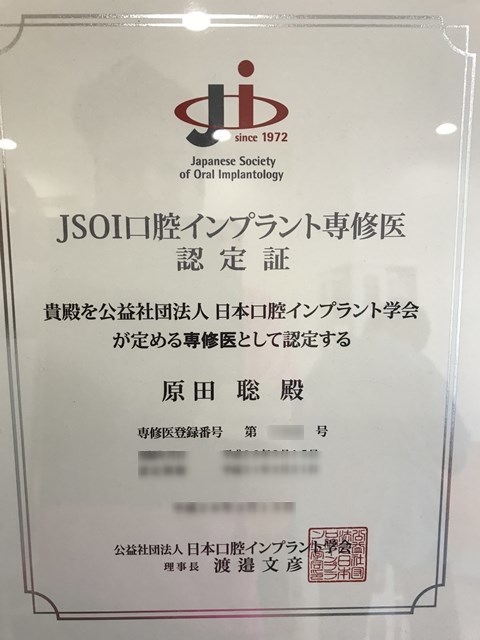 Ji
since 1972
Japanese Society
of Oral Implantology
JSOI口腔インプラント専修医
認定証
貴殿を公益社団法人 日本口腔インプラント学会
が定める専修医として認定する
原田 聡 殿
専修医登録番号 第 号
公益社団法人 日本口腔インプラント学会
理事長 渡邉文彦